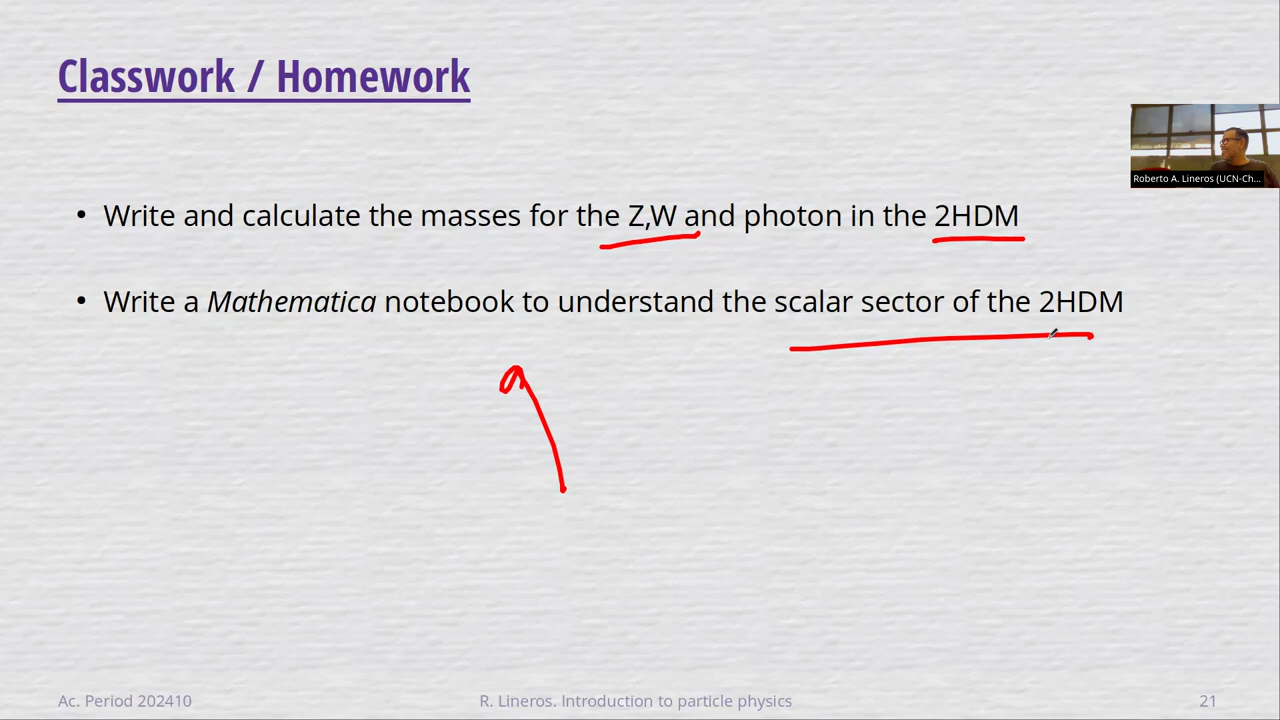 Classwork / Homework
Roberto A. Lineros (UCN-Ch...
• Write and calculate the masses for the Z,W and photon in the 2HDM
• Write a Mathematica notebook to understand the scalar sector of the 2HDM
Ac. Period 202410
R. Lineros. Introduction to particle physics
21